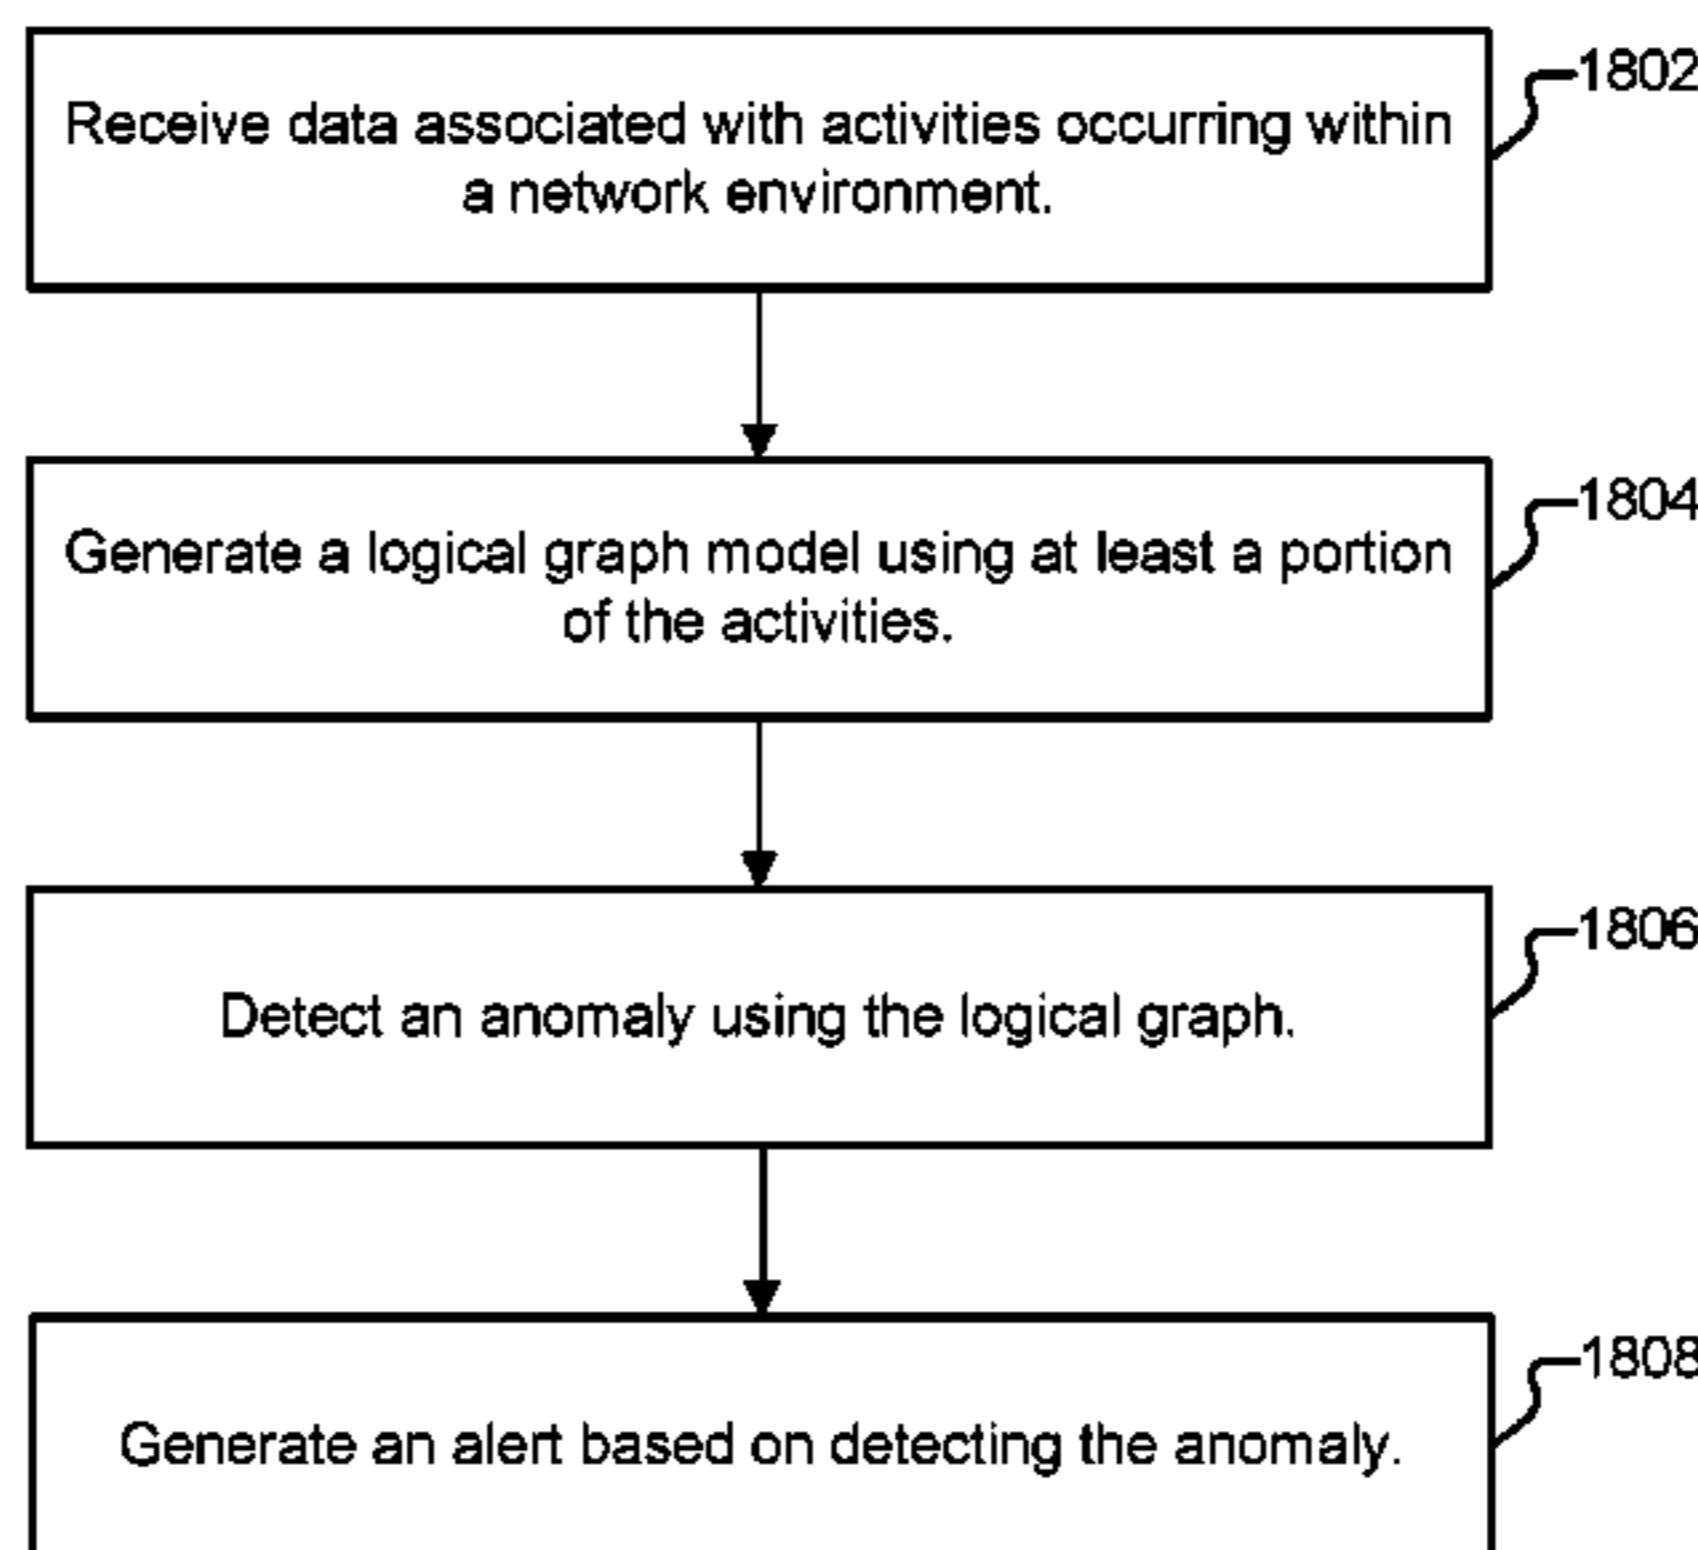 1802
Receive data associated with activities occurring within
a network environment.
1804
Generate a logical graph model using at least a portion
of the activities.
1806
Detect an anomaly using the logical graph.
1808
Generate an alert based on detecting the anomaly.